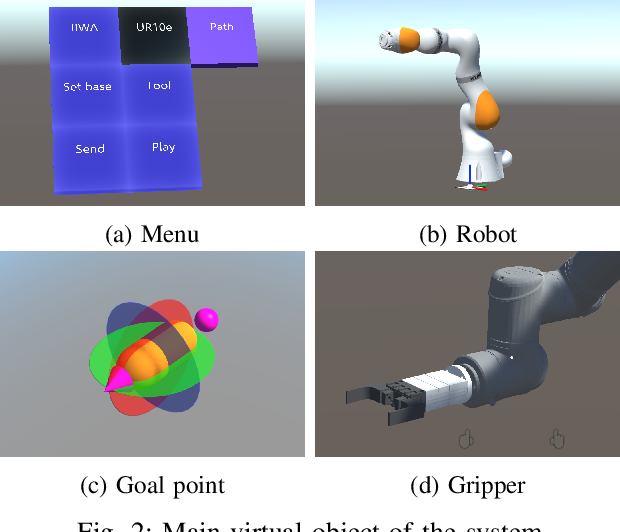 IIWA UR10e Path
Set base Tool
Send Play
(a) Menu (b) Robot
(c) Goal point (d) Gripper
Fig. 2: Main virtual object of the system